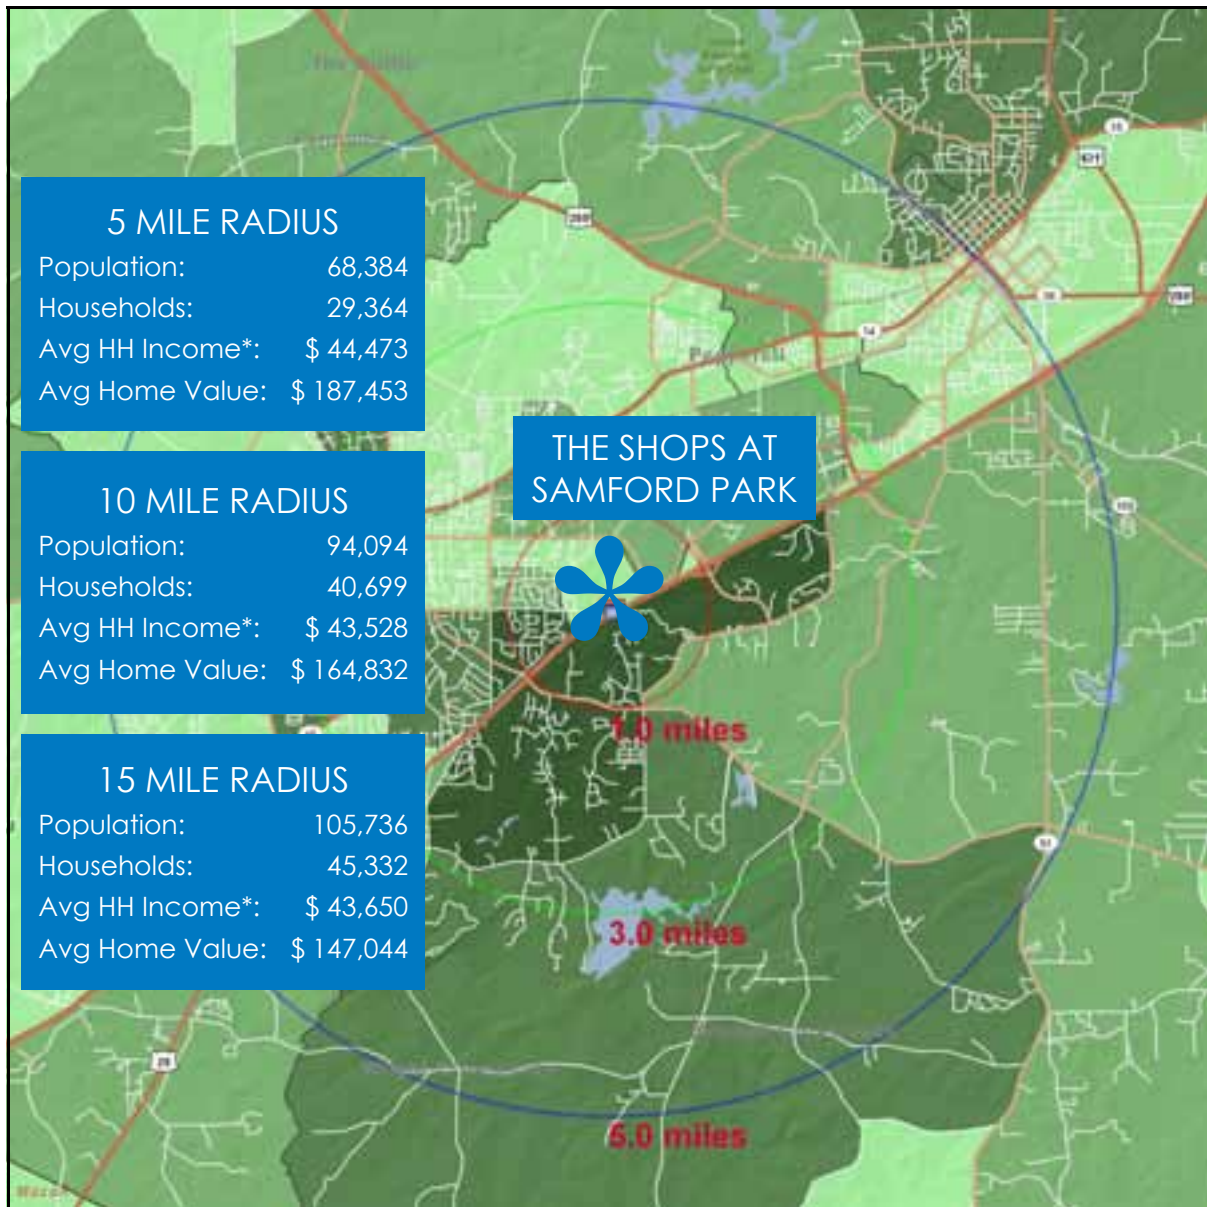 5 MILE RADIUS
Population: 68,384
Households: 29,364
Avg HH Income*: $ 44,473
Avg Home Value: $ 187,453
10 MILE RADIUS
Population: 94,094
Households: 40,699
Avg HH Income*: $ 43,528
Avg Home Value: $ 164,832
15 MILE RADIUS
Population: 105,736
Households: 45,332
Avg HH Income*: $ 43,650
Avg Home Value: $ 147,044
THE SHOPS AT
SAMFORD PARK
1.0 miles
3.0 miles
5.0 miles